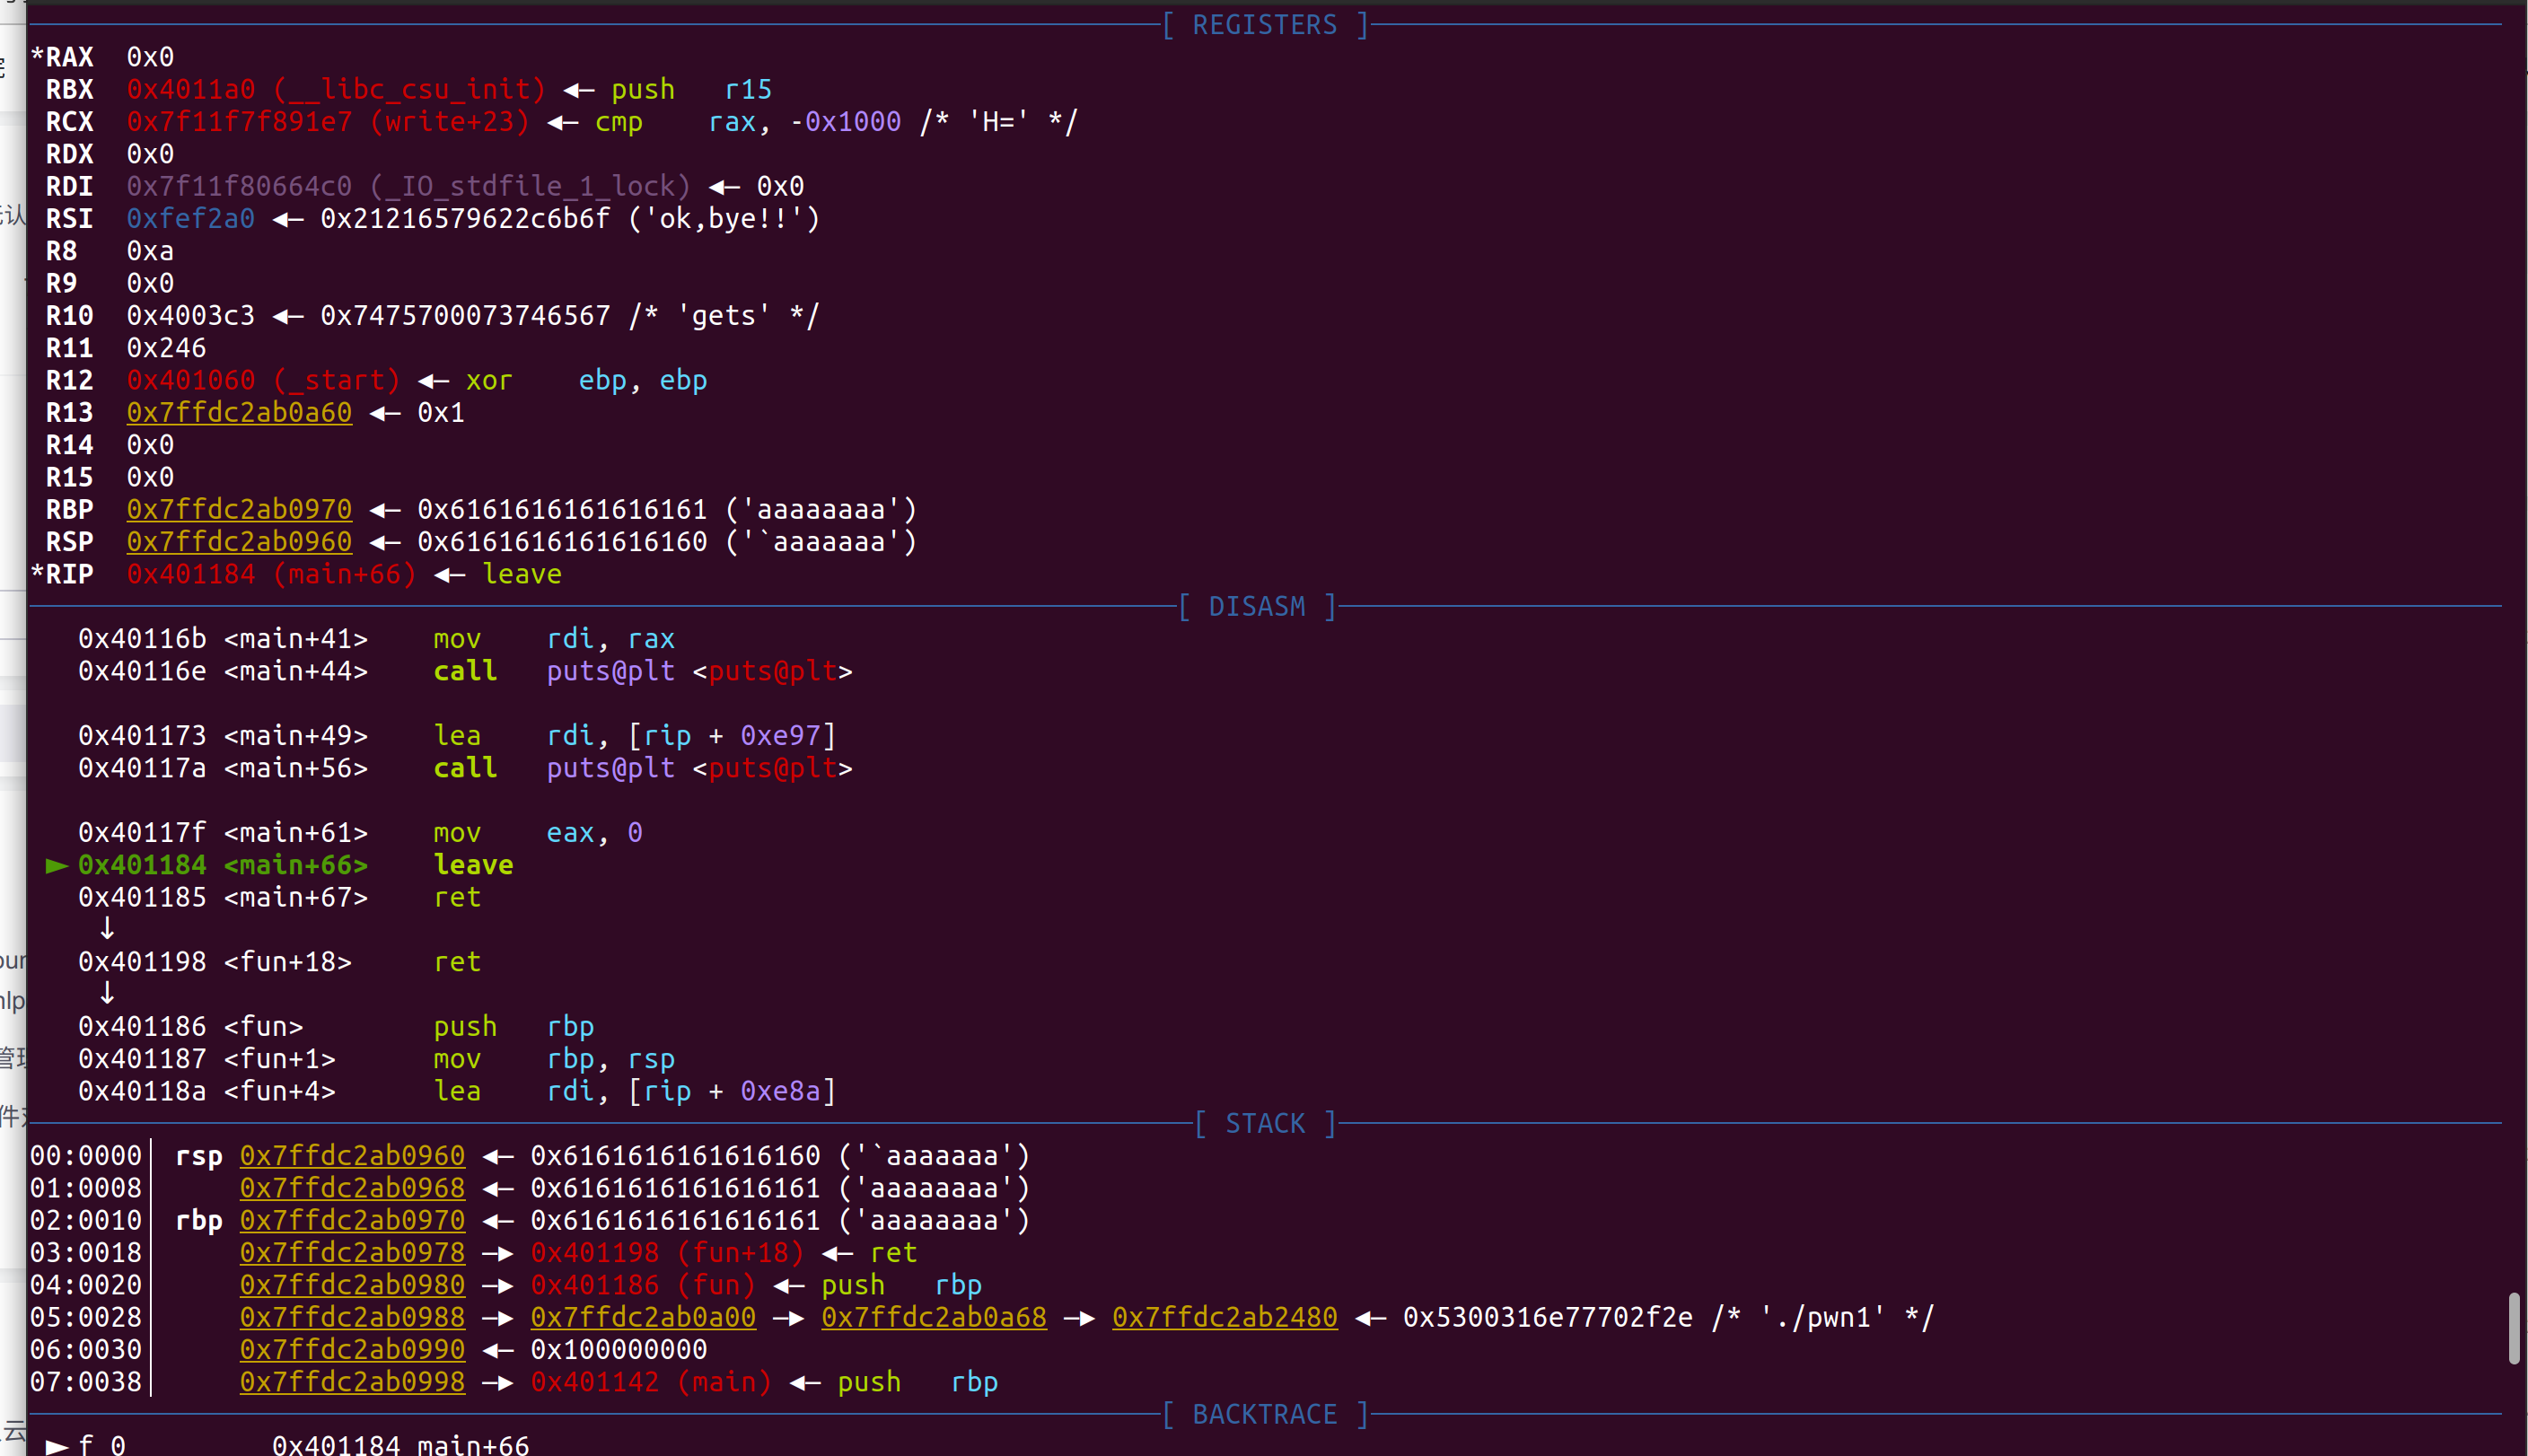 [ REGISTERS ]
*RAX 0x0
RBX 0x4011a0 (__libc_csu_init) ◂— push r15
RCX 0x7f11f7f891e7 (write+23) ◂— cmp rax, -0x1000 /* 'H=' */
RDX 0x0
RDI 0x7f11f80664c0 (_IO_stdfile_1_lock) ◂— 0x0
RSI 0xfef2a0 ◂— 0x21216579622c6b6f ('ok,bye!!')
R8 0xa
R9 0x0
R10 0x4003c3 ◂— 0x7475700073746567 /* 'gets' */
R11 0x246
R12 0x401060 (_start) ◂— xor ebp, ebp
R13 0x7ffdc2ab0a60 ◂— 0x1
R14 0x0
R15 0x0
RBP 0x7ffdc2ab0970 ◂— 0x6161616161616161 ('aaaaaaaa')
RSP 0x7ffdc2ab0960 ◂— 0x6161616161616160 ('`aaaaaaa')
*RIP 0x401184 (main+66) ◂— leave
[ DISASM ]
0x40116b <main+41> mov rdi, rax
0x40116e <main+44> call puts@plt <puts@plt>
0x401173 <main+49> lea rdi, [rip + 0xe97]
0x40117a <main+56> call puts@plt <puts@plt>
0x40117f <main+61> mov eax, 0
► 0x401184 <main+66> leave
0x401185 <main+67> ret
↓
0x401198 <fun+18> ret
↓
0x401186 <fun> push rbp
0x401187 <fun+1> mov rbp, rsp
0x40118a <fun+4> lea rdi, [rip + 0xe8a]
[ STACK ]
00:0000│ rsp 0x7ffdc2ab0960 ◂— 0x6161616161616160 ('`aaaaaaa')
01:0008│ 0x7ffdc2ab0968 ◂— 0x6161616161616161 ('aaaaaaaa')
02:0010│ rbp 0x7ffdc2ab0970 ◂— 0x6161616161616161 ('aaaaaaaa')
03:0018│ 0x7ffdc2ab0978 —▸ 0x401198 (fun+18) ◂— ret
04:0020│ 0x7ffdc2ab0980 —▸ 0x401186 (fun) ◂— push rbp
05:0028│ 0x7ffdc2ab0988 —▸ 0x7ffdc2ab0a00 —▸ 0x7ffdc2ab0a68 —▸ 0x7ffdc2ab2480 ◂— 0x5300316e77702f2e /* './pwn1' */
06:0030│ 0x7ffdc2ab0990 ◂— 0x100000000
07:0038│ 0x7ffdc2ab0998 —▸ 0x401142 (main) ◂— push rbp
[ BACKTRACE ]
► f 0 0x401184 main+66